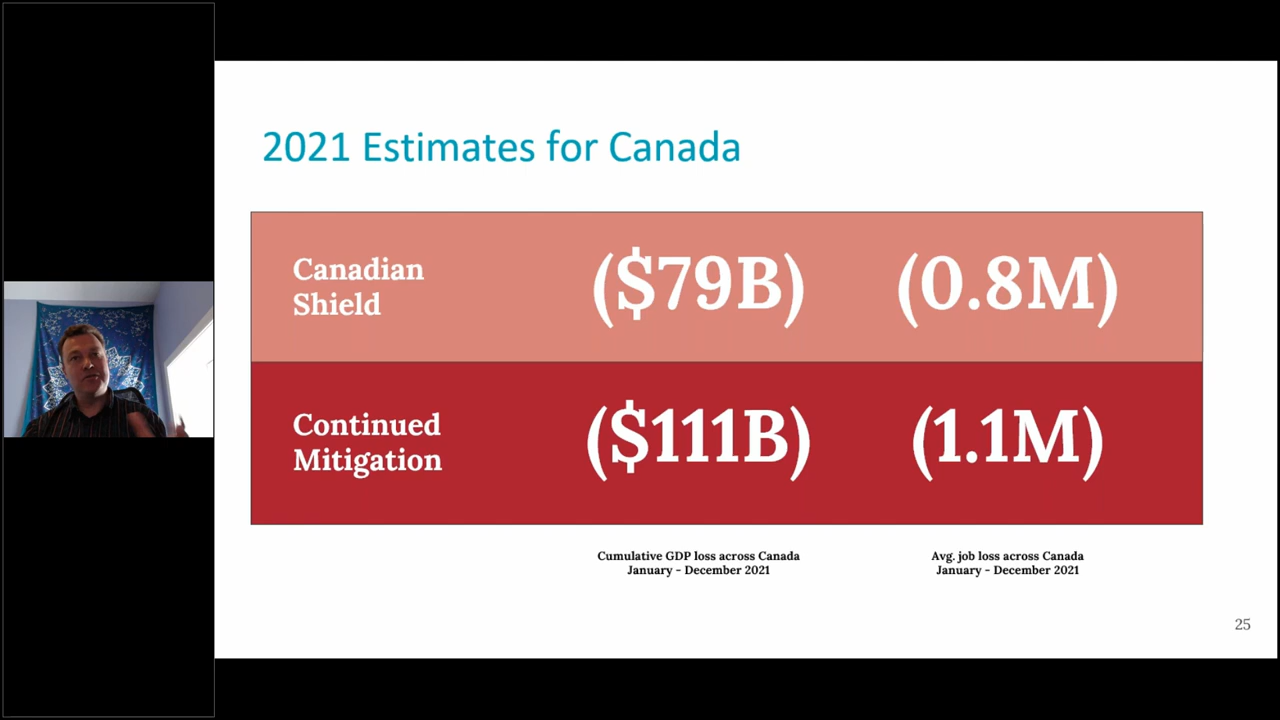 2021 Estimates for Canada
Canadian
Shield
($79B)
(0.8M)
Continued
Mitigation
($111B)
(1.1M)
Cumulative GDP loss across Canada
January - December 2021
Avg. job loss across Canada
January - December 2021
25